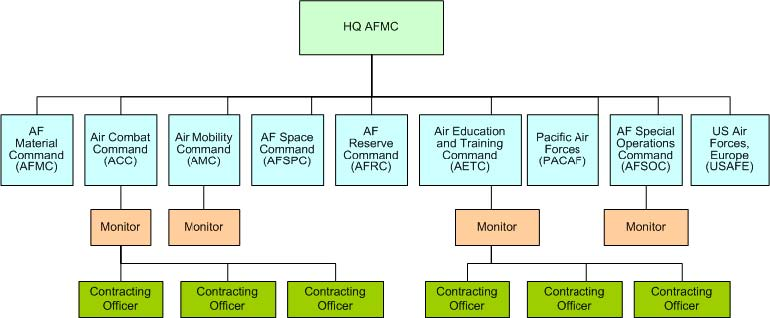 HQ AFMC
AF
Material
Command
(AFMC)
Air Combat
Command
(ACC)
Air Mobility
Command
(AMC)
AF Space
Command
(AFSPC)
AF
Reserve
Command
(AFRC)
Air Education
and Training
Command
(AETC)
Pacific Air
Forces
(PACAF)
AF Special
Operations
Command
(AFSOC)
US Air
Forces,
Europe
(USAFE)
Monitor
Monitor
Monitor
Monitor
Contracting
Officer
Contracting
Officer
Contracting
Officer
Contracting
Officer
Contracting
Officer
Contracting
Officer